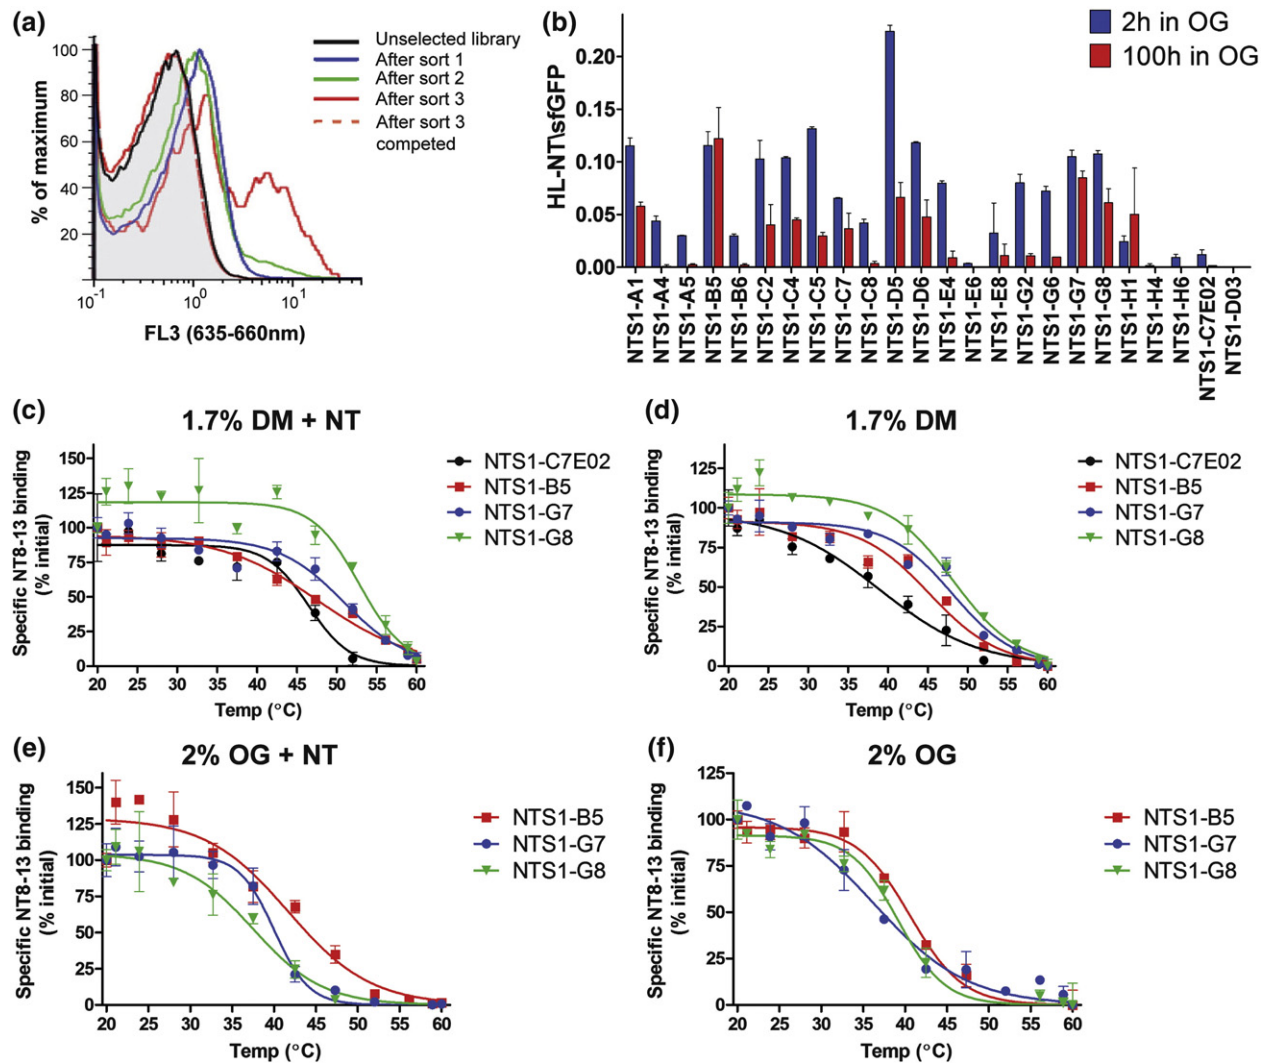 (a)
Unselected library
After sort 1
After sort 2
After sort 3
After sort 3
competed
% of maximum
100
80
60
40
20
10-1
100
101
FL3 (635-660nm)
(b)
2h in OG
100h in OG
HL-NT\sfGFP
0.20
0.15
0.10
0.05
0.00
NTS1-A1
NTS1-A4
NTS1-A5
NTS1-B5
NTS1-B6
NTS1-C2
NTS1-C4
NTS1-C5
NTS1-C7
NTS1-C8
NTS1-D5
NTS1-D6
NTS1-E4
NTS1-E6
NTS1-E8
NTS1-G2
NTS1-G6
NTS1-G7
NTS1-G8
NTS1-H1
NTS1-H4
NTS1-H6
NTS1-C7E02
NTS1-D03
(c)
1.7% DM + NT
Specific NT8-13 binding
(% initial)
150
125
100
75
50
25
0
20 25 30 35 40 45 50 55 60
Temp (°C)
NTS1-C7E02
NTS1-B5
NTS1-G7
NTS1-G8
(d)
1.7% DM
Specific NT8-13 binding
(% initial)
125
100
75
50
25
0
20 25 30 35 40 45 50 55 60
Temp (°C)
NTS1-C7E02
NTS1-B5
NTS1-G7
NTS1-G8
(e)
2% OG + NT
Specific NT8-13 binding
(% initial)
150
125
100
75
50
25
0
20 25 30 35 40 45 50 55 60
Temp (°C)
NTS1-B5
NTS1-G7
NTS1-G8
(f)
2% OG
Specific NT8-13 binding
(% initial)
125
100
75
50
25
0
20 25 30 35 40 45 50 55 60
Temp (°C)
NTS1-B5
NTS1-G7
NTS1-G8